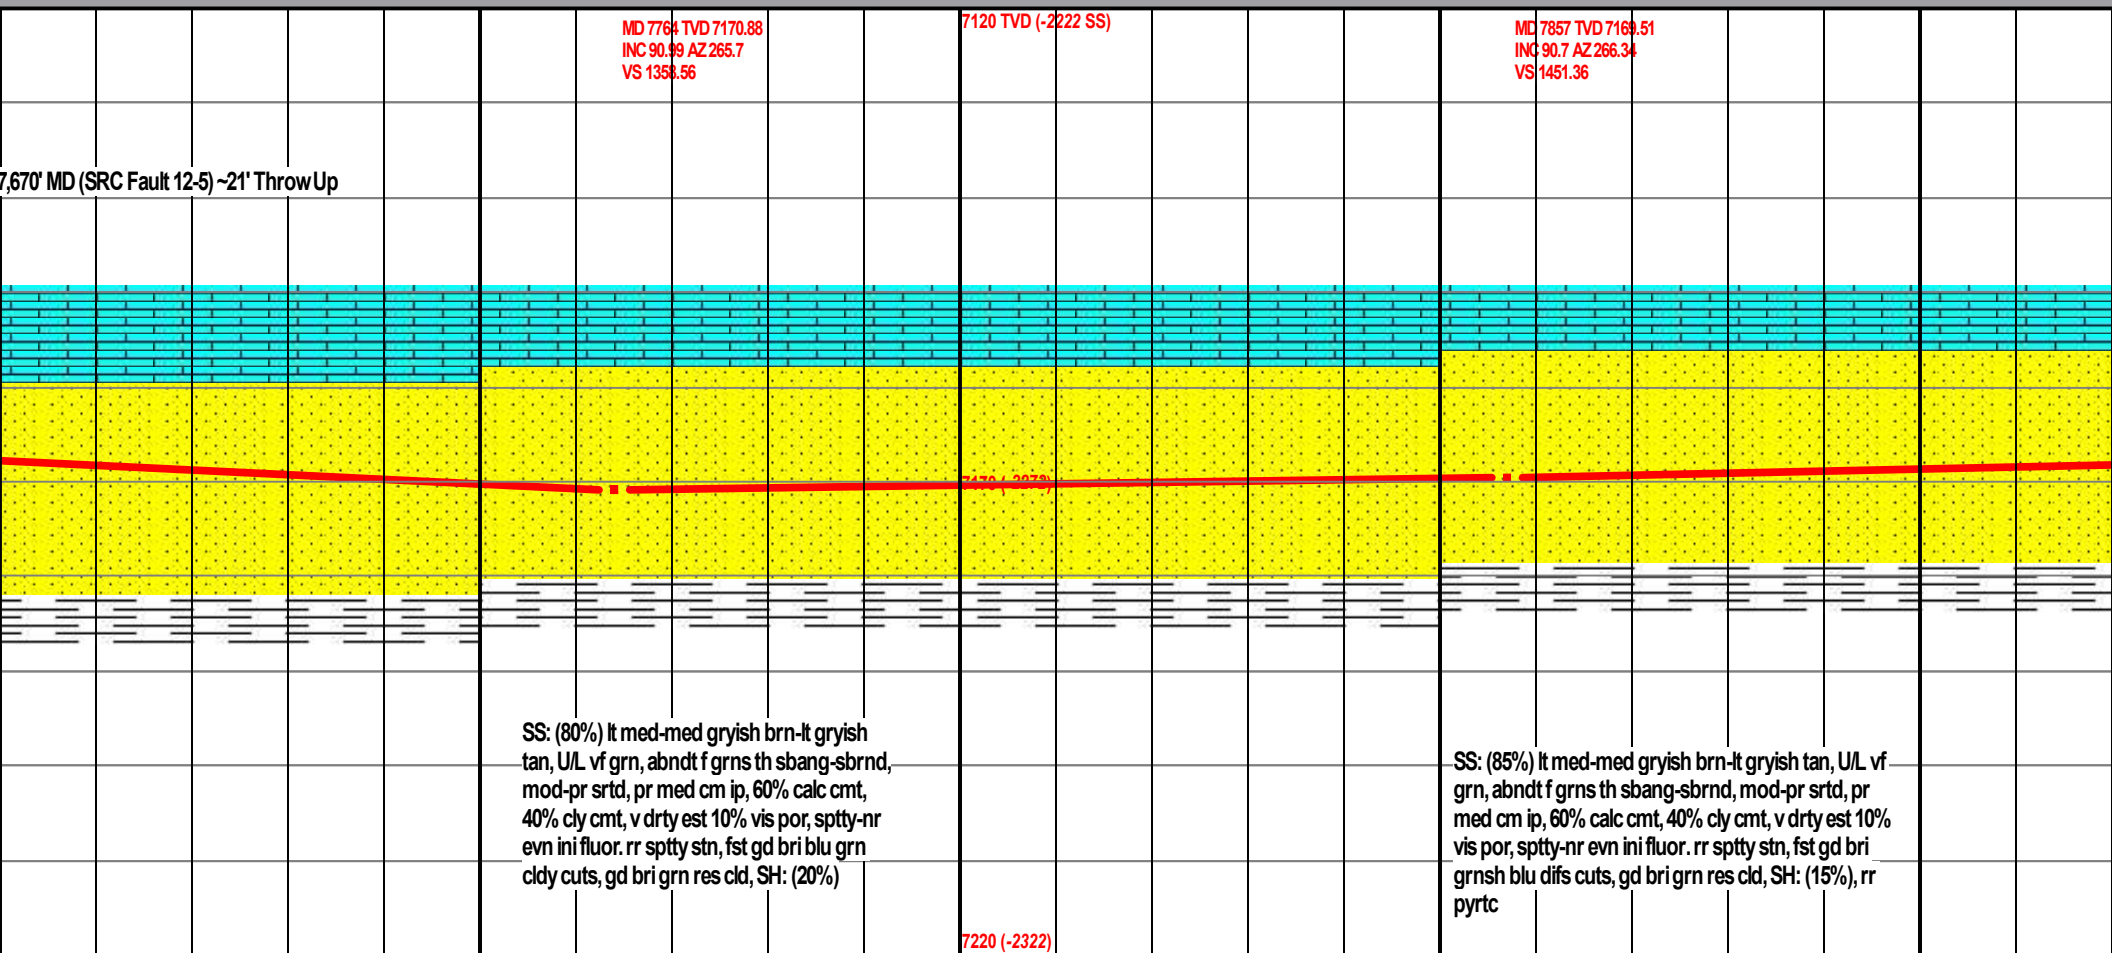 MD 7764 TVD 7170.88
INC 90.99 AZ 265.7
VS 1358.56
7120 TVD (-2222 SS)
MD 7857 TVD 7169.51
INC 90.7 AZ 266.34
VS 1451.36
7,670' MD (SRC Fault 12-5) ~21' Throw Up
7170 (-2272)
SS: (80%) lt med-med gryish brn-lt gryish
tan, U/L vf grn, abndt f grns th sbang-sbrnd,
mod-pr srtd, pr med cm ip, 60% calc cmt,
40% cly cmt, v drty est 10% vis por, sptty-nr
evn ini fluor. rr sptty stn, fst gd bri blu grn
cldy cuts, gd bri grn res cld, SH: (20%)
SS: (85%) lt med-med gryish brn-lt gryish tan, U/L vf
grn, abndt f grns th sbang-sbrnd, mod-pr srtd, pr
med cm ip, 60% calc cmt, 40% cly cmt, v drty est 10%
vis por, sptty-nr evn ini fluor. rr sptty stn, fst gd bri
grnsh blu difs cuts, gd bri grn res cld, SH: (15%), rr
pyrtc
7220 (-2322)